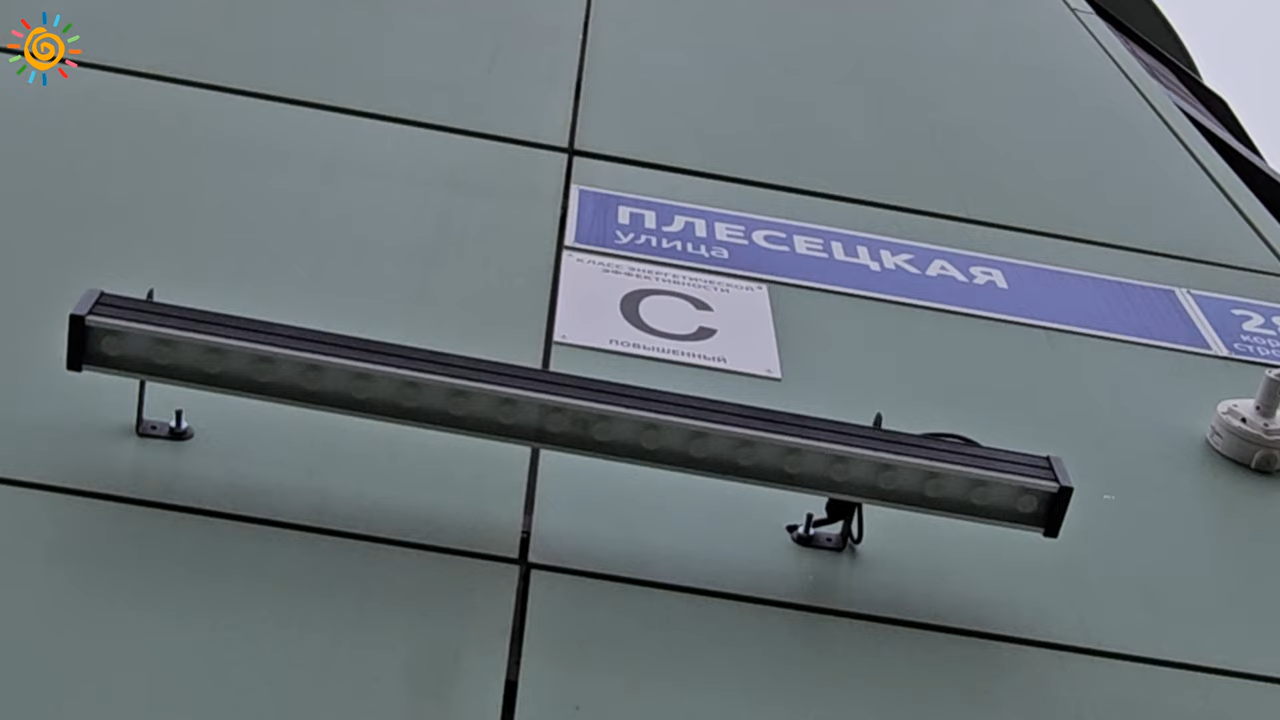 ПЛЕСЕЦКАЯ
улица
КЛАСС ЭНЕРГЕТИЧЕСКОЙ
ЭФФЕКТИВНОСТИ
C
ПОВЫШЕННЫЙ